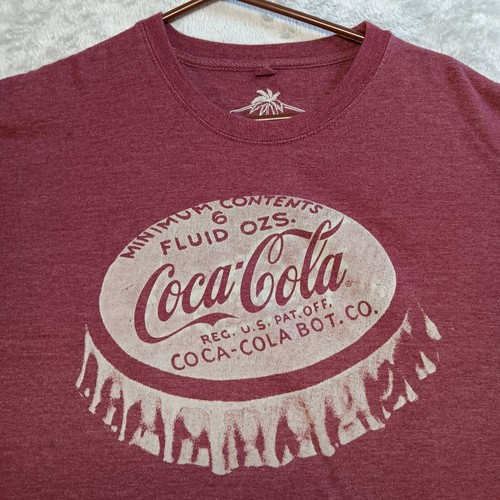 MINIMUM CONTENTS
6
FLUID OZS.
Coca-Cola®
REG. U.S. PAT. OFF.
COCA-COLA BOT. CO.